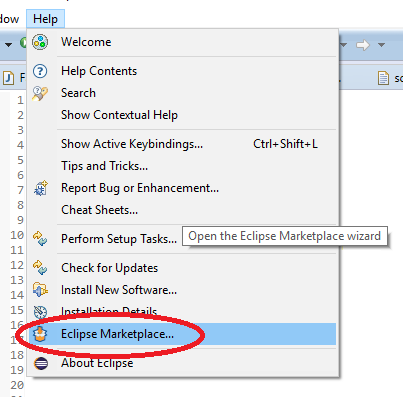 dow Help
Welcome
Help Contents
Search
Show Contextual Help
Show Active Keybindings... Ctrl+Shift+L
Tips and Tricks...
Report Bug or Enhancement...
Cheat Sheets...
Open the Eclipse Marketplace wizard
Perform Setup Tasks...
Check for Updates
Install New Software...
Installation Details
Eclipse Marketplace...
About Eclipse
J F
so
1
2
3
4
5
6
7
8
9
10
11
12
13
14
15
16
17
18
19
20